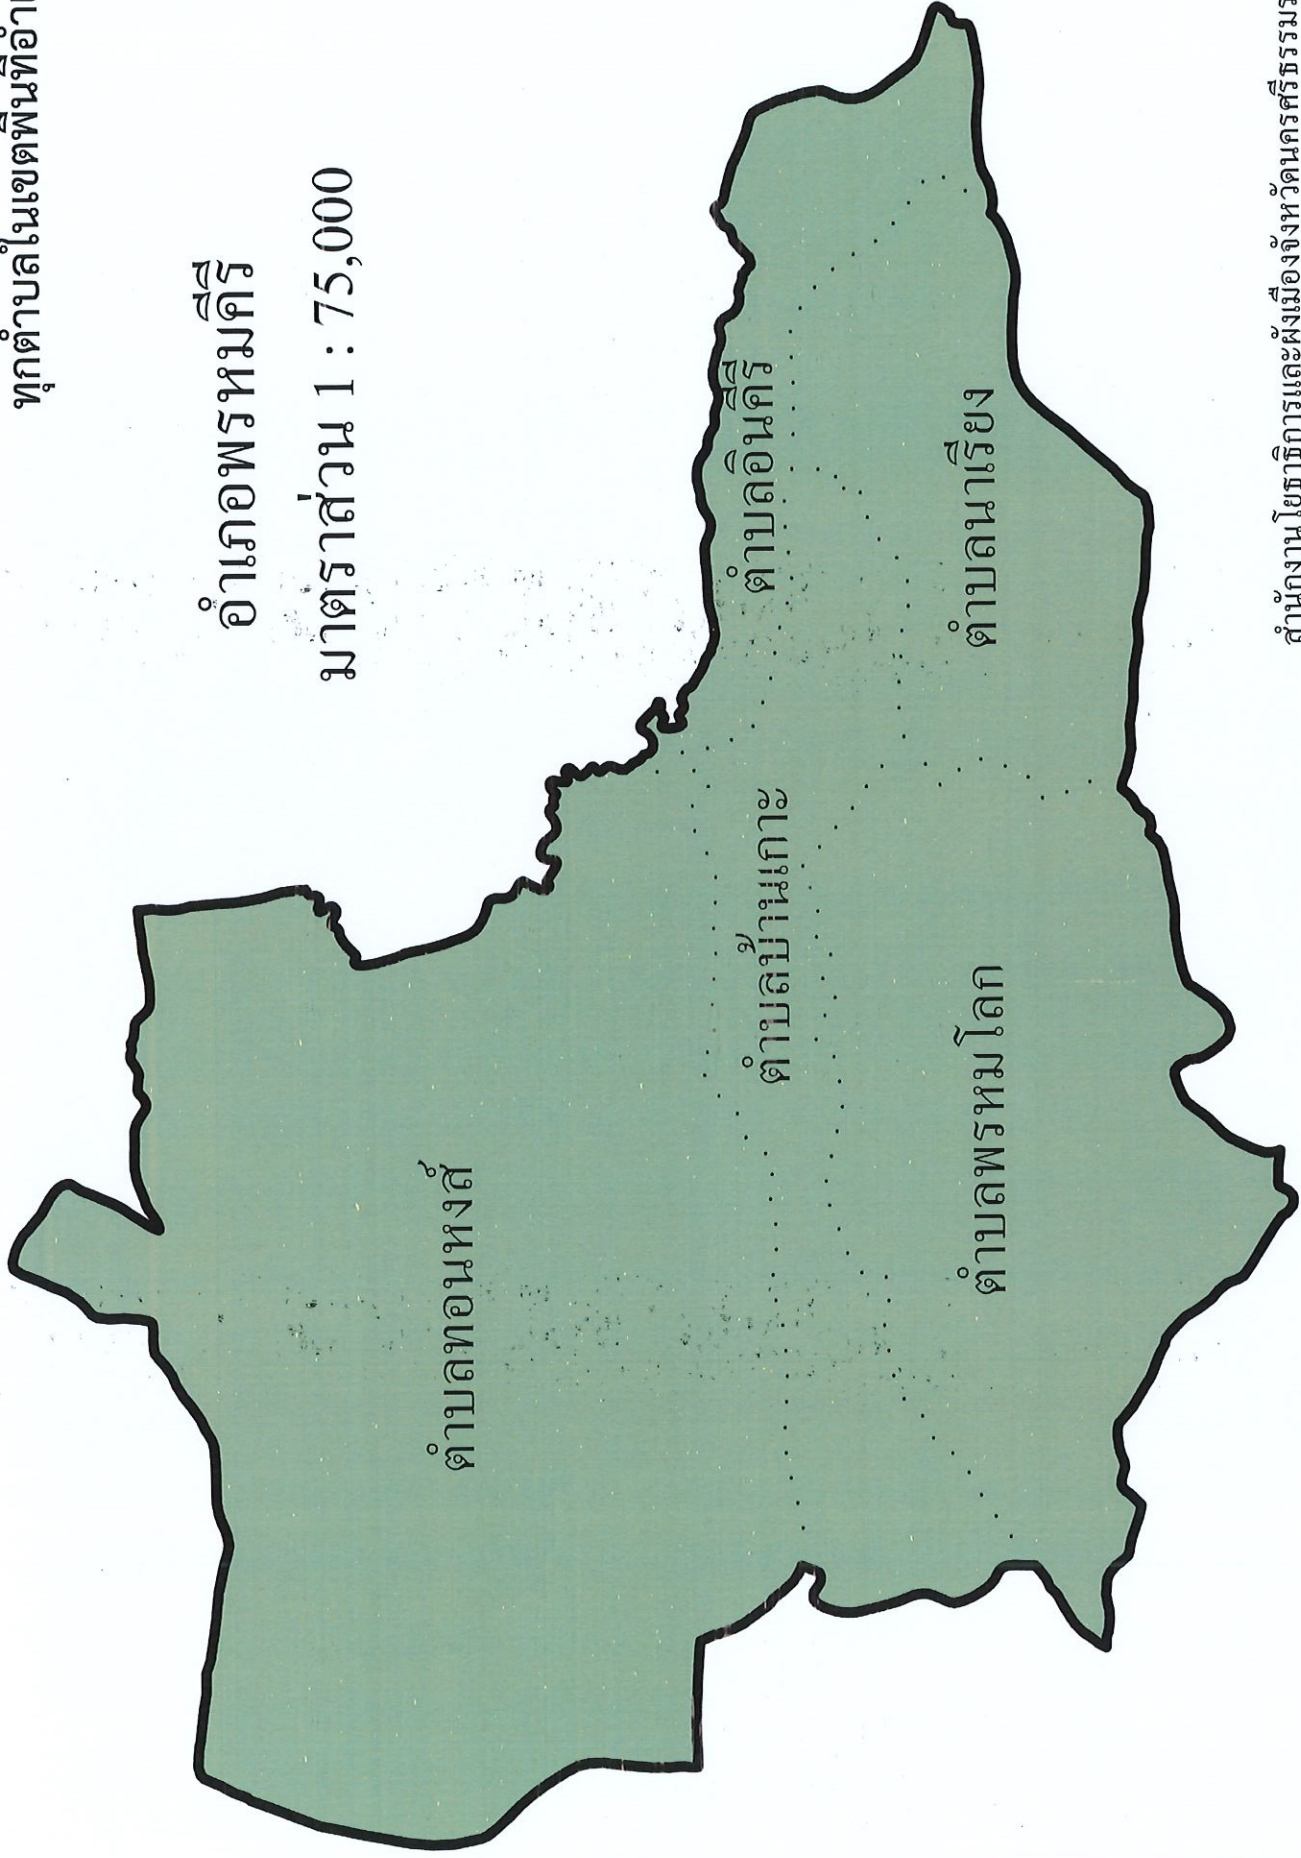 ทุกตำบลในเขตพื้นที่
อำเภอพรหมคีรี
มาตราส่วน 1 : 75,000
ตำบลทอนหงส์
ตำบลบ้านเกาะ
ตำบลอินคีรี
ตำบลพรหมโลก
ตำบลนาเรียง
สำนักงานโยธาธิการและผังเมืองจังหวัดนครศรีธรรมร